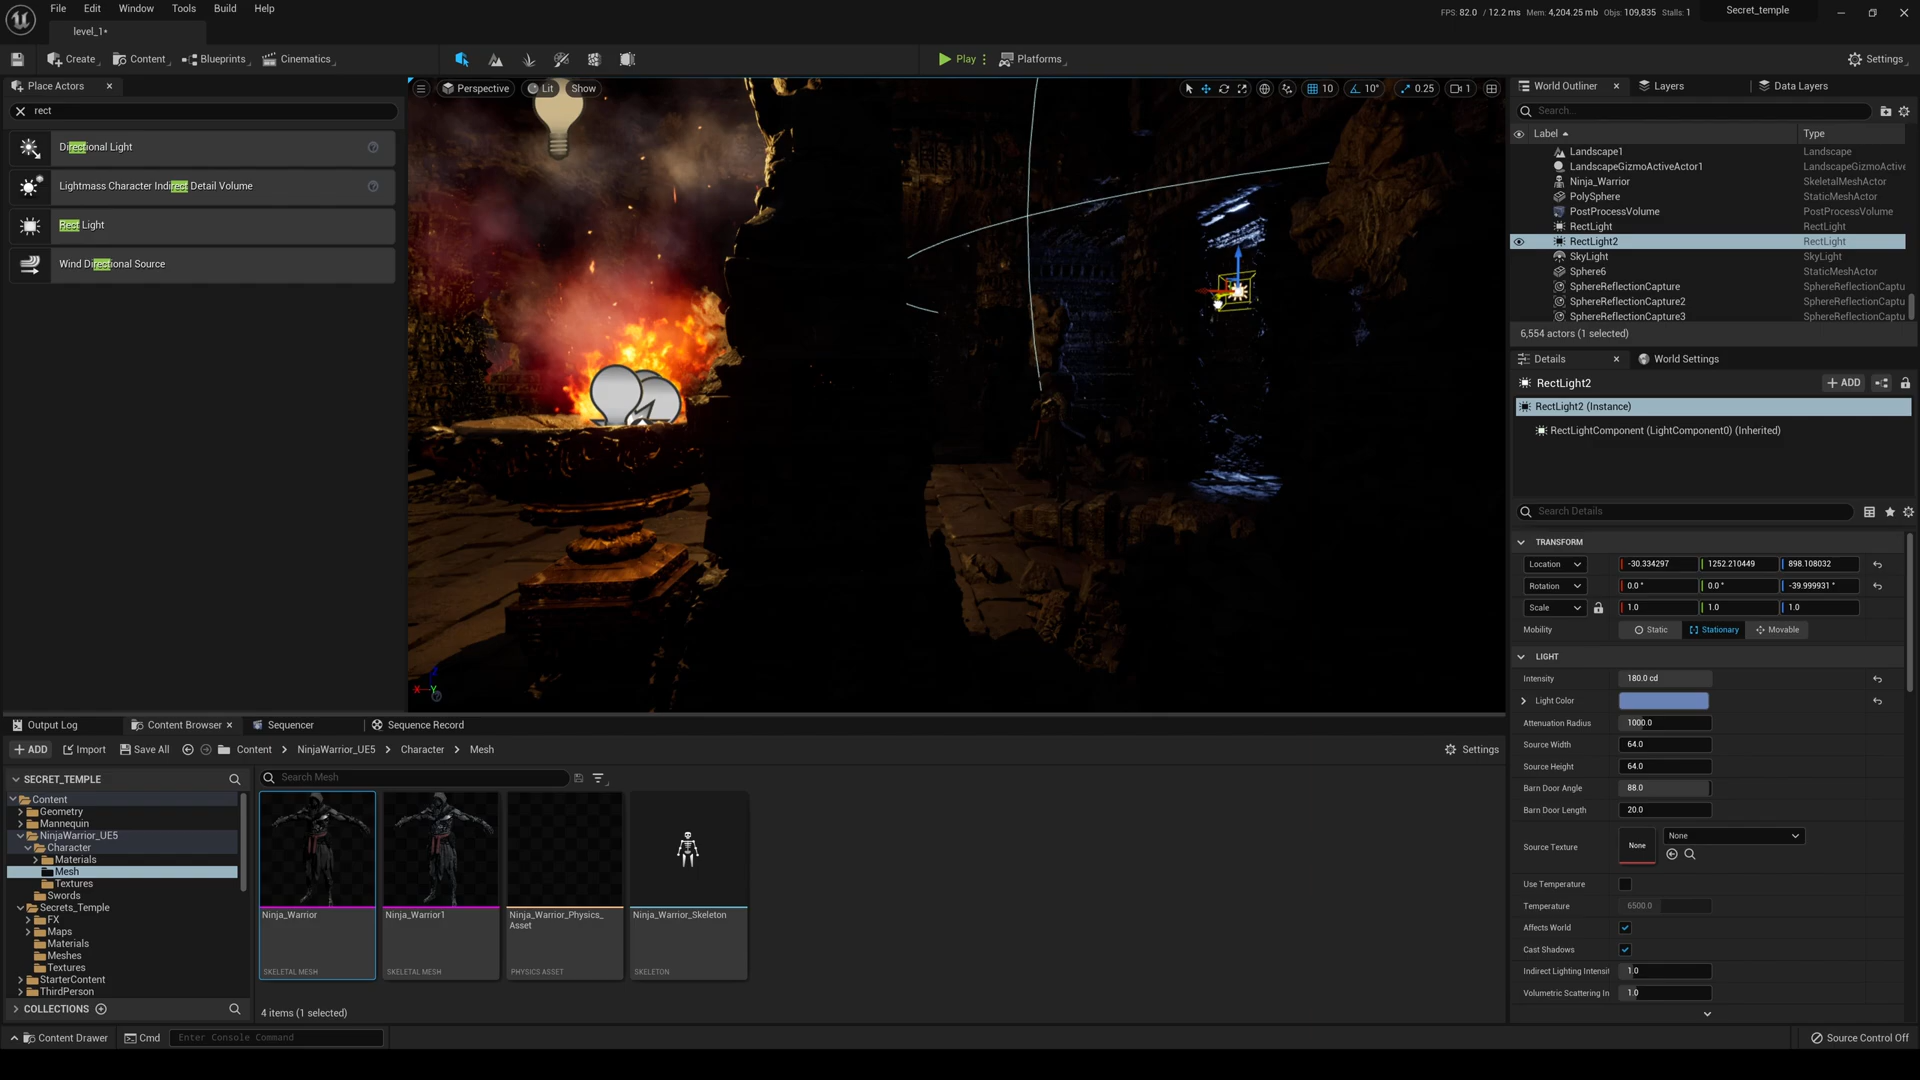 File Edit Window Tools Build Help
FPS: 82.0 / 12.2 ms Mem: 4,204.25 mb Objs: 109,835 Stalls: 1
Secret_temple
level_1*
Create
Content
Blueprints
Cinematics
Play
Platforms
Settings
Place Actors
rect
Directional Light
Lightmass Character Indirect Detail Volume
Rect Light
Wind Directional Source
Perspective
Lit
Show
10
10°
0.25
1
World Outliner
Layers
Data Layers
Search...
Label
Type
Landscape1 Landscape
LandscapeGizmoActiveActor1 LandscapeGizmoActive
Ninja_Warrior SkeletalMeshActor
PolySphere StaticMeshActor
PostProcessVolume PostProcessVolume
RectLight RectLight
RectLight2 RectLight
SkyLight SkyLight
Sphere6 StaticMeshActor
SphereReflectionCapture SphereReflectionCaptu
SphereReflectionCapture2 SphereReflectionCaptu
SphereReflectionCapture3 SphereReflectionCaptu
6,554 actors (1 selected)
Details
World Settings
RectLight2
ADD
RectLight2 (Instance)
RectLightComponent (LightComponent0) (Inherited)
Search Details
TRANSFORM
Location -30.334297 1252.210449 898.108032
Rotation 0.0° 0.0° -39.999931°
Scale 1.0 1.0 1.0
Mobility Static Stationary Movable
LIGHT
Intensity 180.0 cd
Light Color
Attenuation Radius 1000.0
Source Width 64.0
Source Height 64.0
Barn Door Angle 88.0
Barn Door Length 20.0
Source Texture None None
Use Temperature
Temperature 6500.0
Affects World
Cast Shadows
Indirect Lighting Intensit 1.0
Volumetric Scattering In 1.0
X Y
Output Log
Content Browser
Sequencer
Sequence Record
ADD
Import
Save All
Content
NinjaWarrior_UE5
Character
Mesh
Settings
SECRET_TEMPLE
Content
Geometry
Mannequin
NinjaWarrior_UE5
Character
Materials
Mesh
Textures
Swords
Secrets_Temple
FX
Maps
Materials
Meshes
Textures
StarterContent
ThirdPerson
COLLECTIONS
Search Mesh
Ninja_Warrior
SKELETAL MESH
Ninja_Warrior1
SKELETAL MESH
Ninja_Warrior_Physics_
Asset
PHYSICS ASSET
Ninja_Warrior_Skeleton
SKELETON
4 items (1 selected)
Content Drawer
Cmd
Enter Console Command
Source Control Off